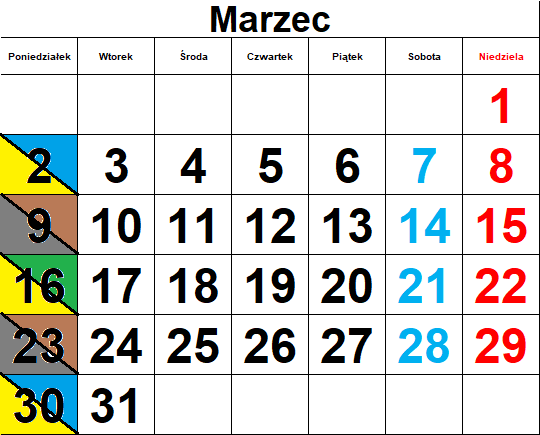 Marzec
Poniedziałek Wtorek Środa Czwartek Piątek Sobota Niedziela
1
2 3 4 5 6 7 8
9 10 11 12 13 14 15
16 17 18 19 20 21 22
23 24 25 26 27 28 29
30 31